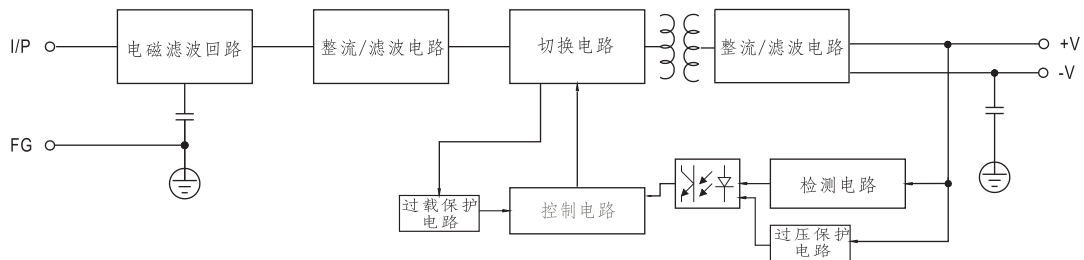 I/P
电磁滤波回路
整流/滤波电路
切换电路
整流/滤波电路
+V
-V
FG
过载保护
电路
控制电路
检测电路
过压保护
电路